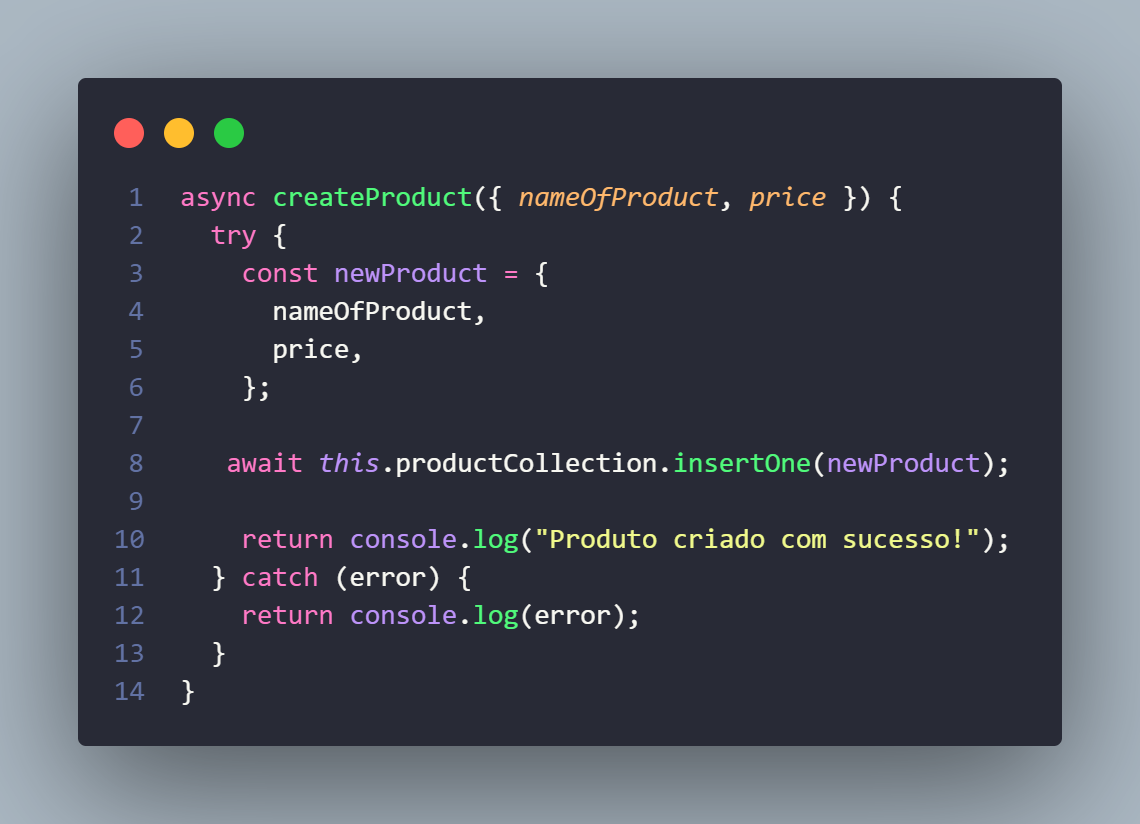 1 async createProduct({ nameOfProduct, price }) {
2   try {
3     const newProduct = {
4       nameOfProduct,
5       price,
6     };
7
8    await this.productCollection.insertOne(newProduct);
9
10     return console.log("Produto criado com sucesso!");
11   } catch (error) {
12     return console.log(error);
13   }
14 }